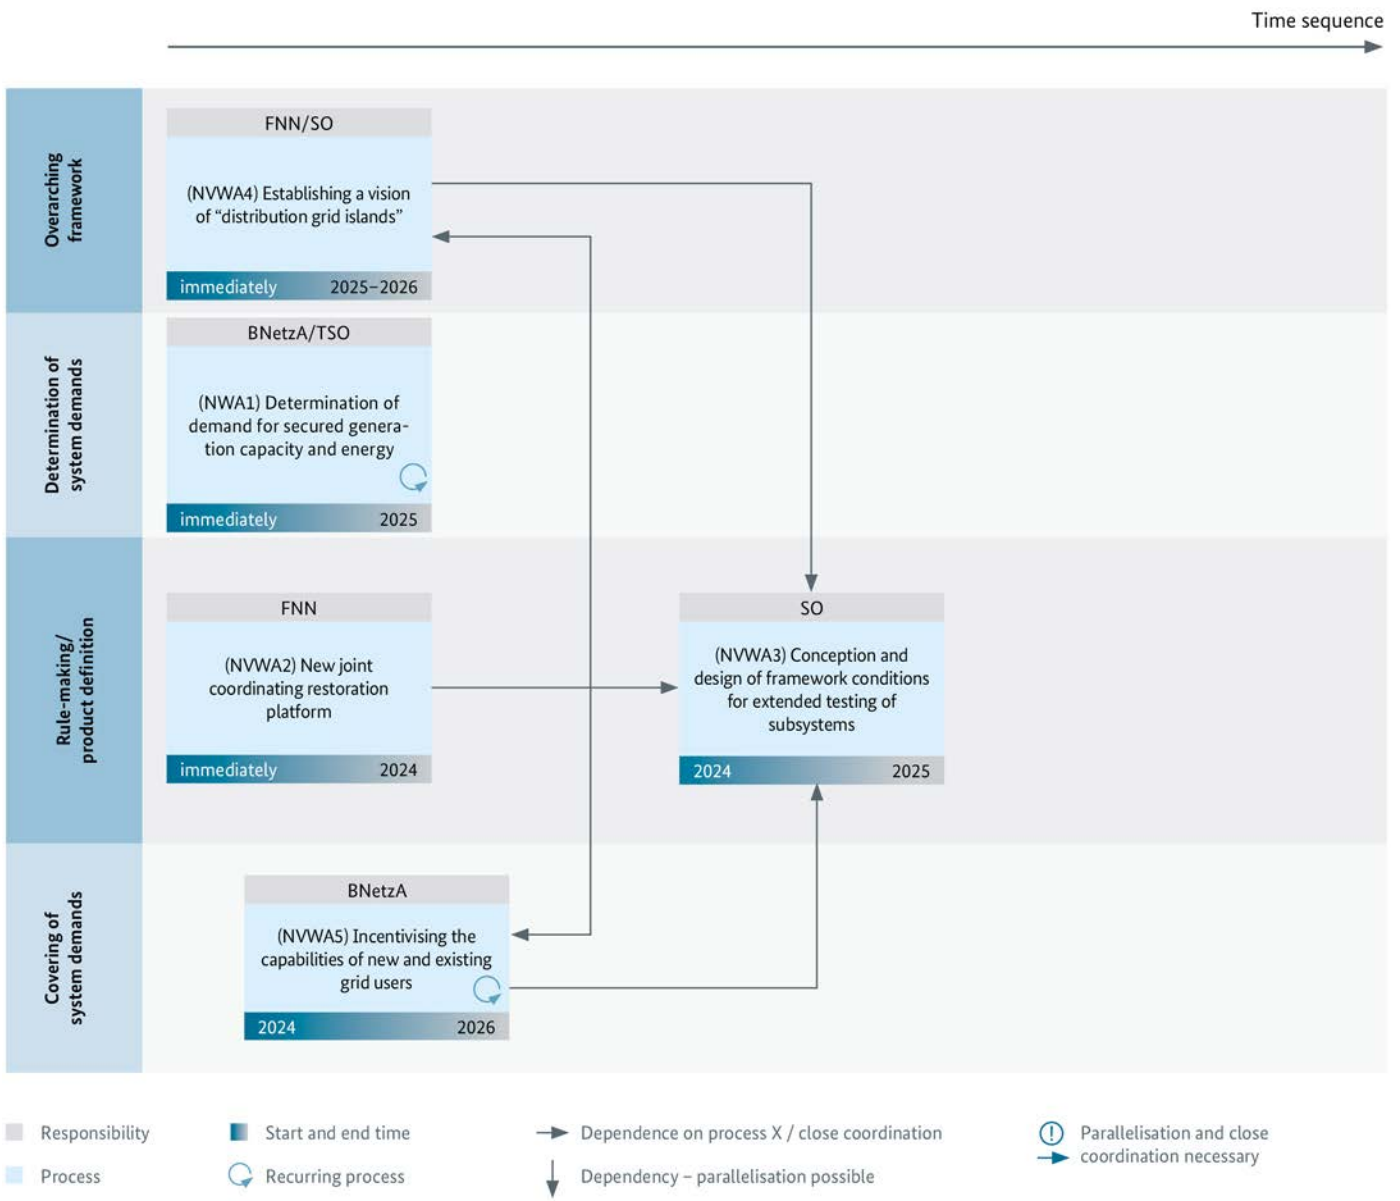 Time sequence
Overarching
framework
FNN/SO
(NVWA4) Establishing a vision
of “distribution grid islands”
immediately 2025–2026
Determination of
system demands
BNetzA/TSO
(NWA1) Determination of
demand for secured genera-
tion capacity and energy
immediately 2025
Rule-making/
product definition
FNN
(NVWA2) New joint
coordinating restoration
platform
immediately 2024
SO
(NVWA3) Conception and
design of framework conditions
for extended testing of
subsystems
2024 2025
Covering of
system demands
BNetzA
(NVWA5) Incentivising the
capabilities of new and existing
grid users
2024 2026
Responsibility
Process
Start and end time
Recurring process
Dependence on process X / close coordination
Dependency – parallelisation possible
Parallelisation and close
coordination necessary